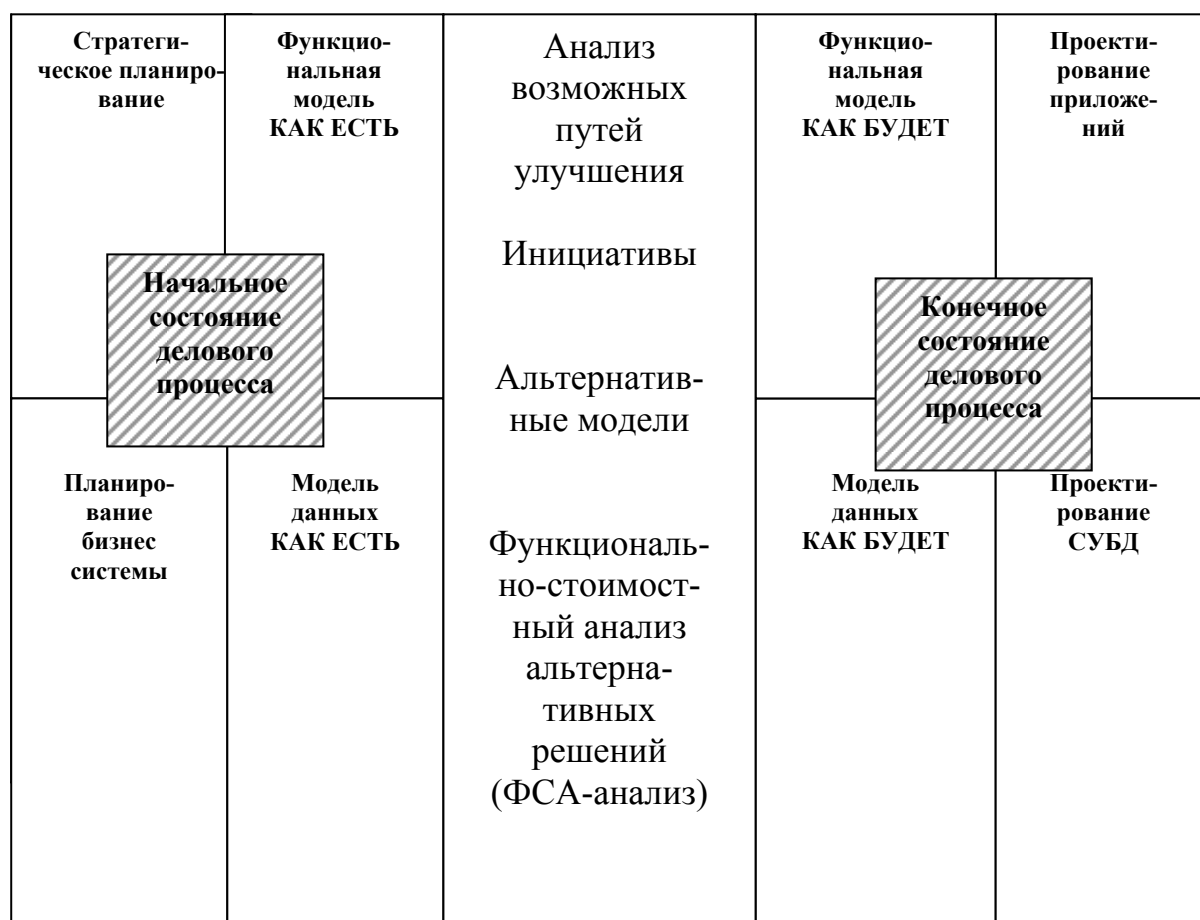 Стратеги-
ческое планиро-
вание
Функцио-
нальная
модель
КАК ЕСТЬ
Анализ
возможных
путей
улучшения
Инициативы
Альтернатив-
ные модели
Функциональ-
но-стоимост-
ный анализ
альтерна-
тивных
решений
(ФСА-анализ)
Функцио-
нальная
модель
КАК БУДЕТ
Проекти-
рование
приложе-
ний
Начальное
состояние
делового
процесса
Конечное
состояние
делового
процесса
Планиро-
вание
бизнес
системы
Модель
данных
КАК ЕСТЬ
Модель
данных
КАК БУДЕТ
Проекти-
рование
СУБД